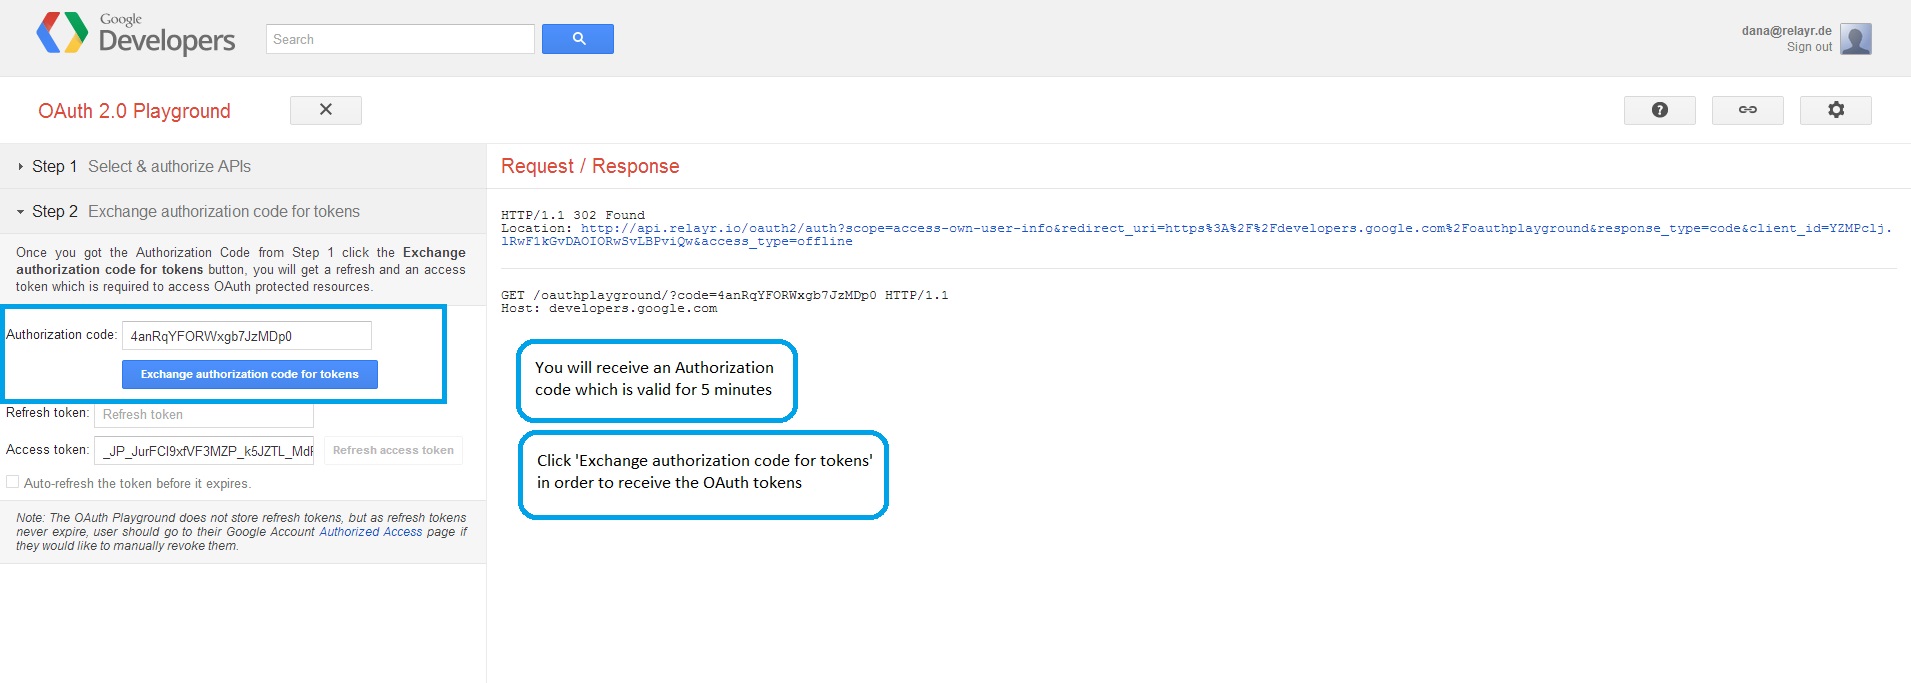 Google
Developers
Search
dana@relayr.de
Sign out
OAuth 2.0 Playground
Step 1 Select & authorize APIs
Step 2 Exchange authorization code for tokens
Once you got the Authorization Code from Step 1 click the Exchange
authorization code for tokens button, you will get a refresh and an access
token which is required to access OAuth protected resources.
Authorization code: 4anRqYFORWxgb7JzMDp0
Exchange authorization code for tokens
Refresh token: Refresh token
Access token: _JP_JurFCl9xfVF3MZP_k5JZTL_Md Refresh access token
Auto-refresh the token before it expires.
Note: The OAuth Playground does not store refresh tokens, but as refresh tokens
never expire, user should go to their Google Account Authorized Access page if
they would like to manually revoke them.
Request / Response
HTTP/1.1 302 Found
Location: http://api.relayr.io/oauth2/auth?scope=access-own-user-info&redirect_uri=https%3A%2F%2Fdevelopers.google.com%2Foauthplayground&response_type=code&client_id=YZMPclj.
lRwF1kGvDAOIORwSvLBPviQw&access_type=offline
GET /oauthplayground/?code=4anRqYFORWxgb7JzMDp0 HTTP/1.1
Host: developers.google.com
You will receive an Authorization
code which is valid for 5 minutes
Click 'Exchange authorization code for tokens'
in order to receive the OAuth tokens